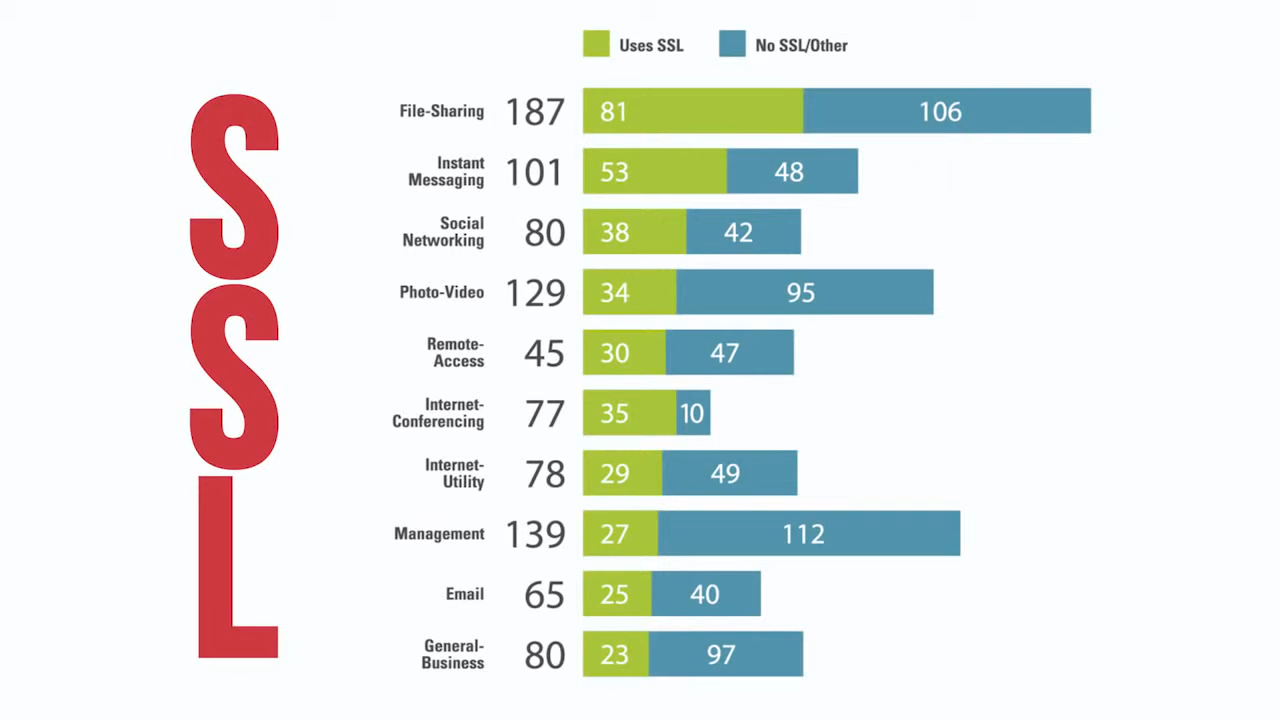 Uses SSL No SSL/Other
SSL
File-Sharing 187 81 106
Instant
Messaging 101 53 48
Social
Networking 80 38 42
Photo-Video 129 34 95
Remote-
Access 45 30 47
Internet-
Conferencing 77 35 10
Internet-
Utility 78 29 49
Management 139 27 112
Email 65 25 40
General-
Business 80 23 97